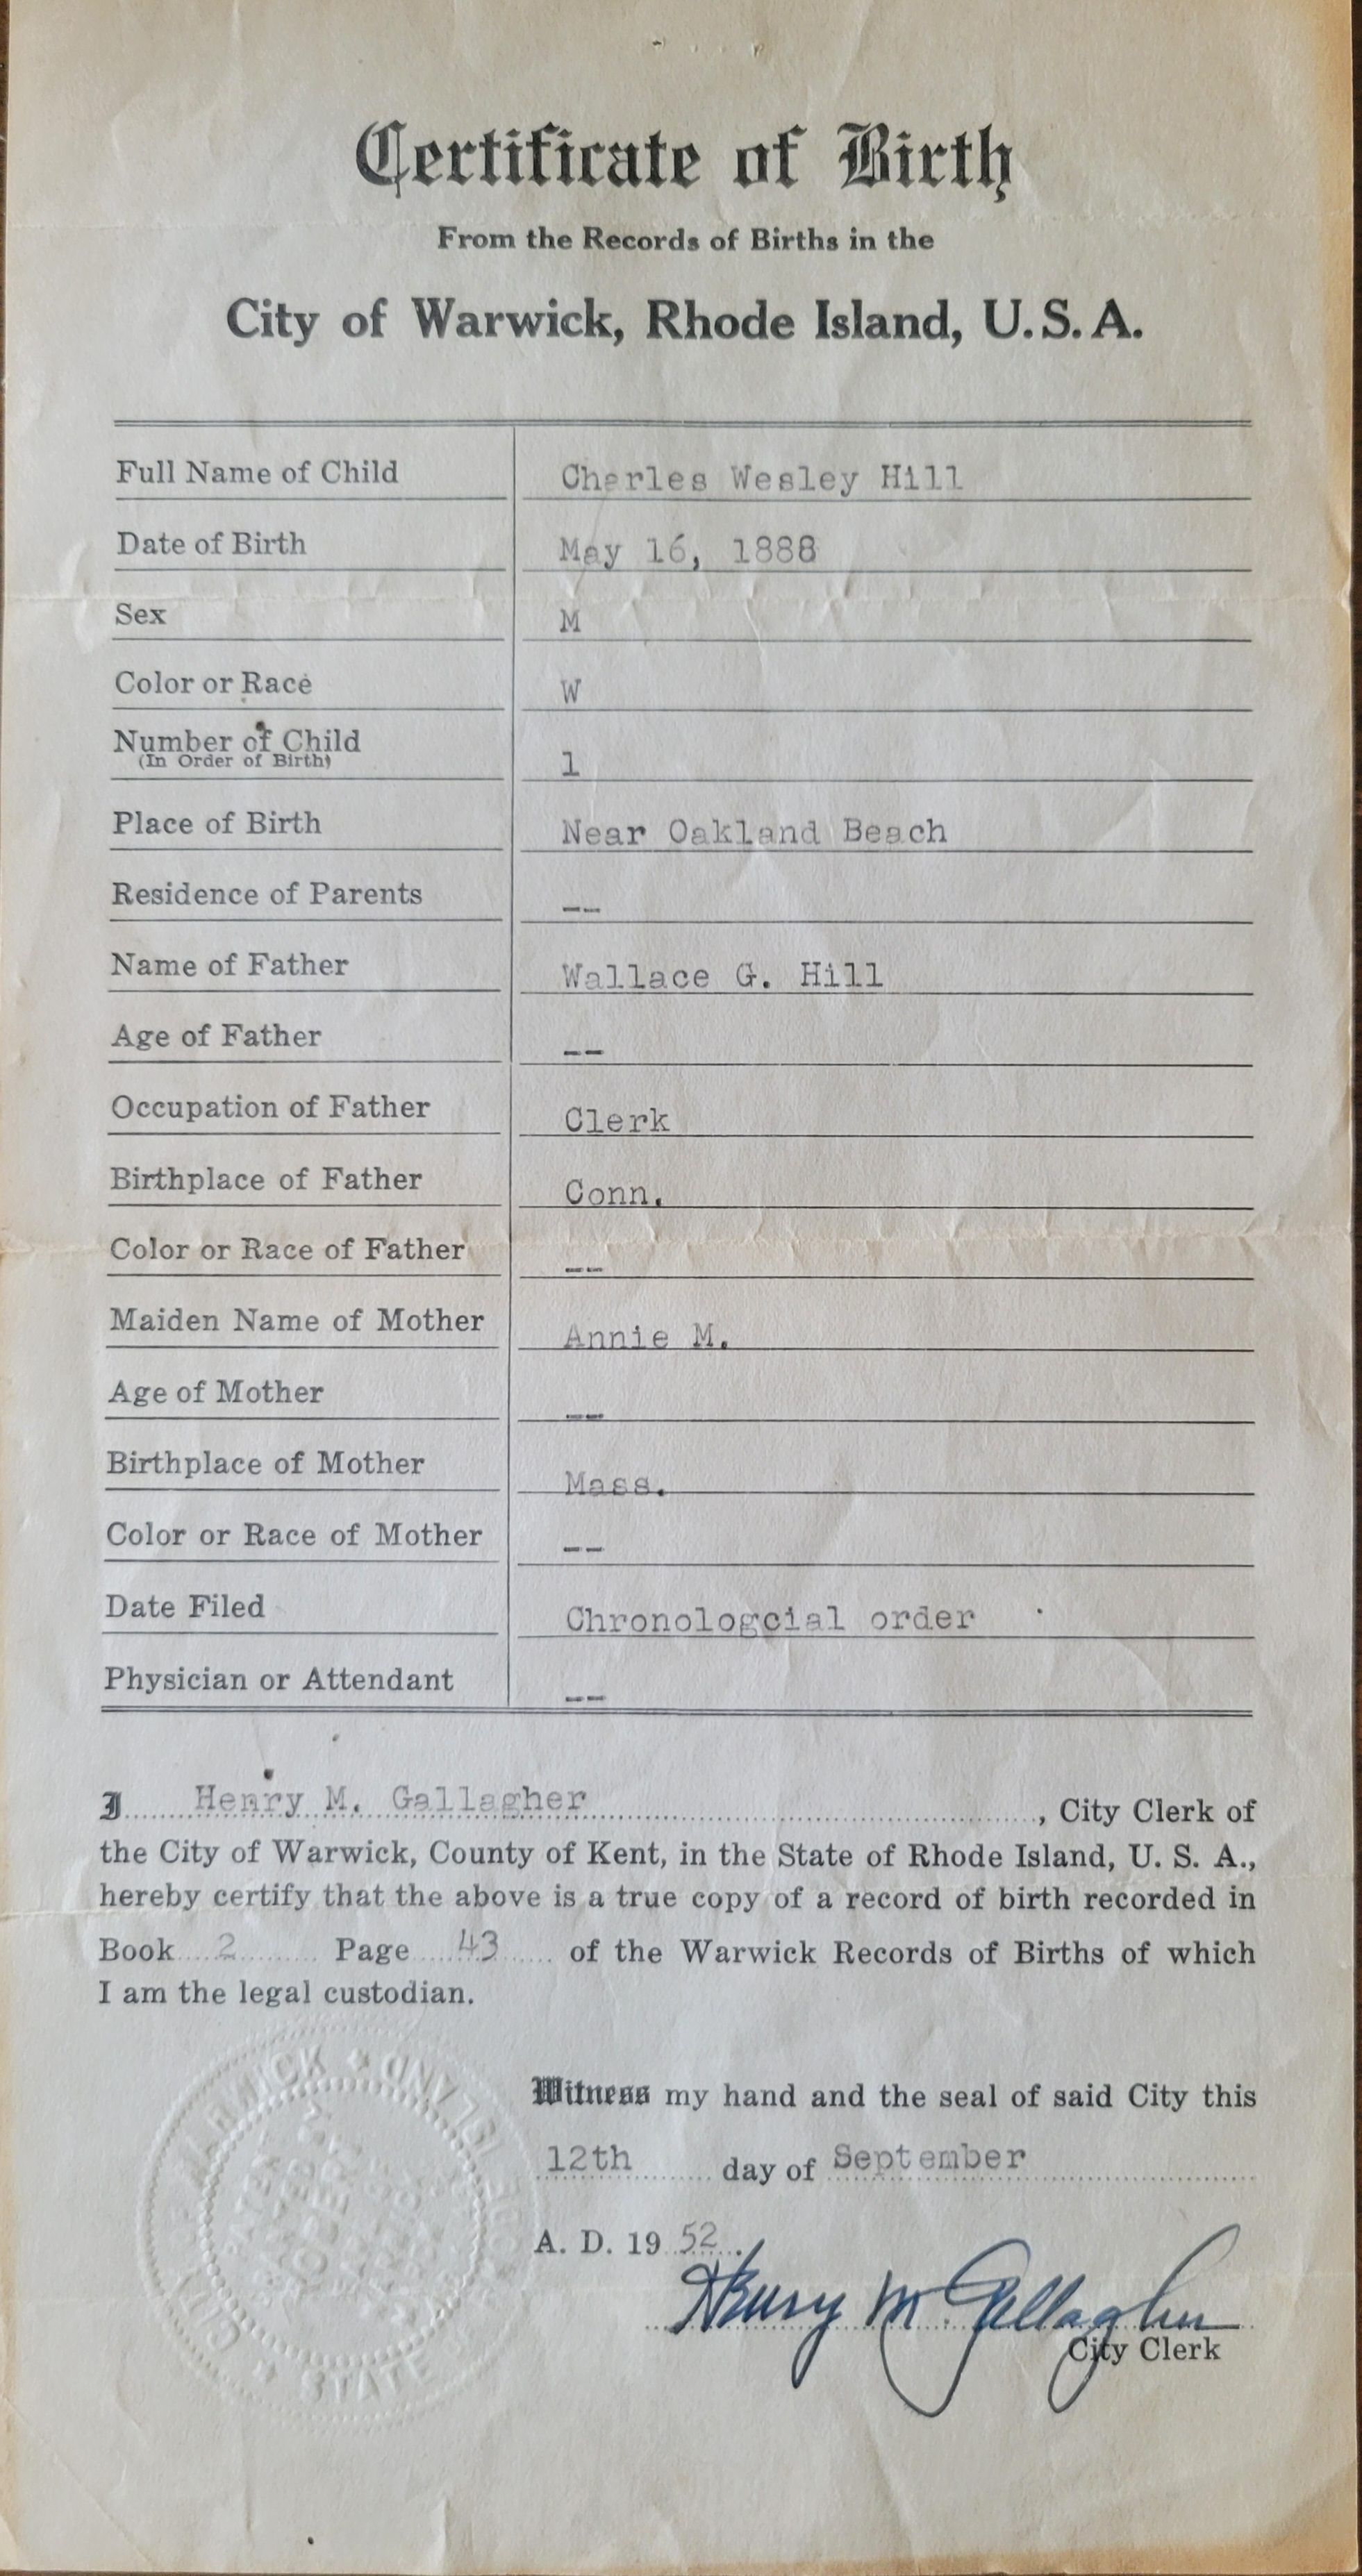 Certificate of Birth
From the Records of Births in the
City of Warwick, Rhode Island, U.S.A.
Full Name of Child Charles Wesley Hill
Date of Birth May 16, 1888
Sex M
Color or Race W
Number of Child 1
(In Order of Birth)
Place of Birth Near Oakland Beach
Residence of Parents --
Name of Father Wallace G. Hill
Age of Father --
Occupation of Father Clerk
Birthplace of Father Conn.
Color or Race of Father --
Maiden Name of Mother Annie M.
Age of Mother --
Birthplace of Mother Mass.
Color or Race of Mother --
Date Filed Chronologcial order
Physician or Attendant --
I Henry M. Gallagher, City Clerk of
the City of Warwick, County of Kent, in the State of Rhode Island, U. S. A.,
hereby certify that the above is a true copy of a record of birth recorded in
Book 2 Page 43 of the Warwick Records of Births of which
I am the legal custodian.
Witness my hand and the seal of said City this
12th day of September
A. D. 19 52.
Henry M. Gallagher
City Clerk
STATE